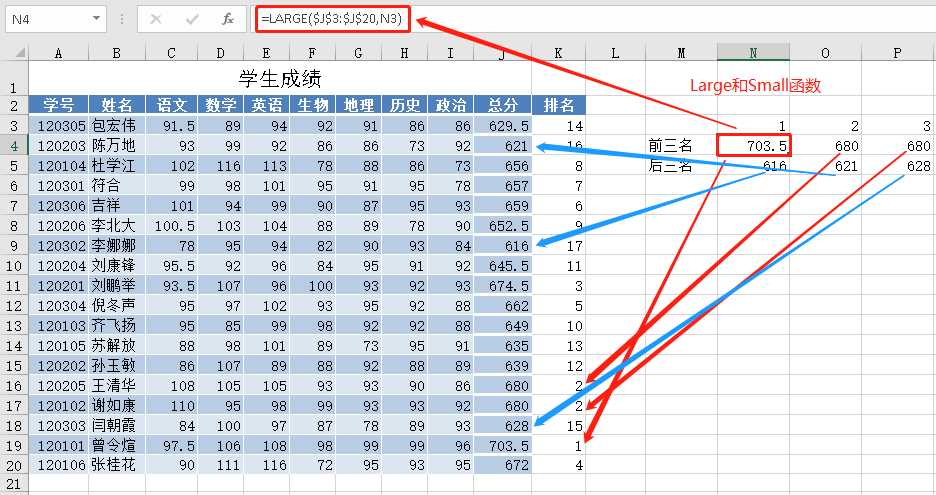 N4 fx =LARGE($J$3:$J$20,N3)
A B C D E F G H I J K L M N O P
1 学生成绩 Large和Small函数
2 学号 姓名 语文 数学 英语 生物 地理 历史 政治 总分 排名
3 120305 包宏伟 91.5 89 94 92 91 86 86 629.5 14 1 2 3
4 120203 陈万地 93 99 92 86 86 73 92 621 16 前三名 703.5 680 680
5 120104 杜学江 102 116 113 78 88 86 73 656 8 后三名 616 621 628
6 120301 符合 99 98 101 95 91 95 78 657 7
7 120306 吉祥 101 94 99 90 87 95 93 659 6
8 120206 李北大 100.5 103 104 88 89 78 90 652.5 9
9 120302 李娜娜 78 95 94 82 90 93 84 616 17
10 120204 刘康锋 95.5 92 96 84 95 91 92 645.5 11
11 120201 刘鹏举 93.5 107 96 100 93 92 93 674.5 3
12 120304 倪冬声 95 97 102 93 95 92 88 662 5
13 120103 齐飞扬 95 85 99 98 92 92 88 649 10
14 120105 苏解放 88 98 101 89 73 95 91 635 13
15 120202 孙玉敏 86 107 89 88 92 88 89 639 12
16 120205 王清华 108 105 105 93 93 90 86 680 2
17 120102 谢如康 110 95 98 99 93 93 92 680 2
18 120303 闫朝霞 84 100 97 87 78 89 93 628 15
19 120101 曾令煊 97.5 106 108 98 99 99 96 703.5 1
20 120106 张桂花 90 111 116 72 95 93 95 672 4
21